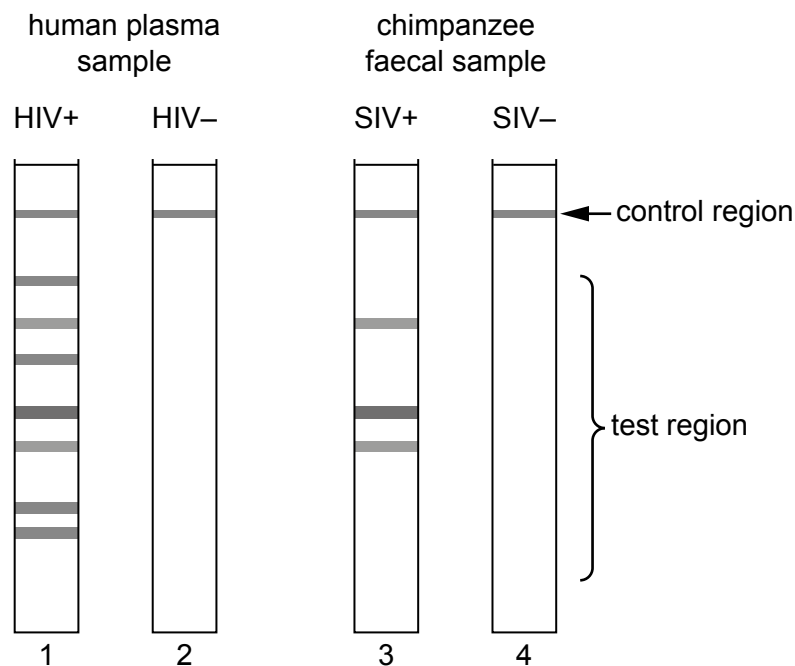 human plasma
sample
chimpanzee
faecal sample
HIV+
HIV–
SIV+
SIV–
control region
test region
1
2
3
4